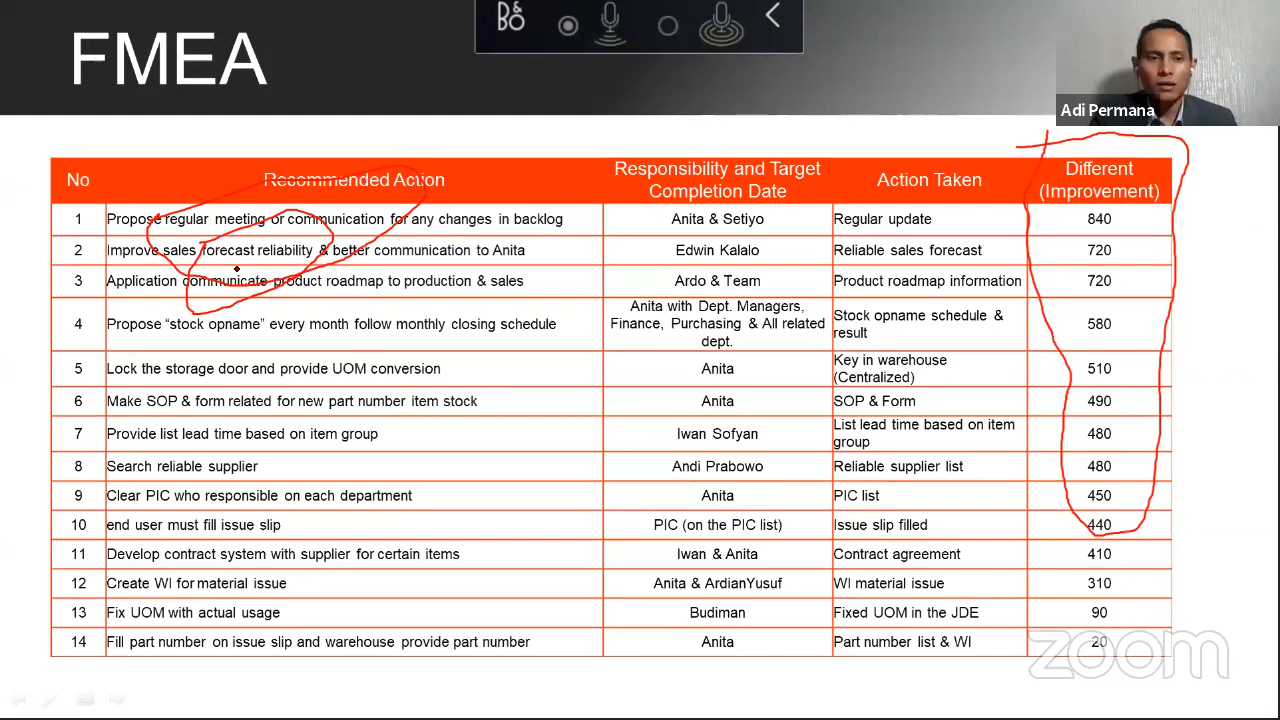 FMEA
B&BO
Adi Permana
No Recommended Action Responsibility and Target Completion Date Action Taken Different (Improvement)
1 Propose regular meeting or communication for any changes in backlog Anita & Setiyo Regular update 840
2 Improve sales forecast reliability & better communication to Anita Edwin Kalalo Reliable sales forecast 720
3 Application communicate product roadmap to production & sales Ardo & Team Product roadmap information 720
4 Propose “stock opname” every month follow monthly closing schedule Anita with Dept. Managers, Finance, Purchasing & All related dept. Stock opname schedule & result 580
5 Lock the storage door and provide UOM conversion Anita Key in warehouse (Centralized) 510
6 Make SOP & form related for new part number item stock Anita SOP & Form 490
7 Provide list lead time based on item group Iwan Sofyan List lead time based on item group 480
8 Search reliable supplier Andi Prabowo Reliable supplier list 480
9 Clear PIC who responsible on each department Anita PIC list 450
10 end user must fill issue slip PIC (on the PIC list) Issue slip filled 440
11 Develop contract system with supplier for certain items Iwan & Anita Contract agreement 410
12 Create WI for material issue Anita & ArdianYusuf WI material issue 310
13 Fix UOM with actual usage Budiman Fixed UOM in the JDE 90
14 Fill part number on issue slip and warehouse provide part number Anita Part number list & WI 20
zoom